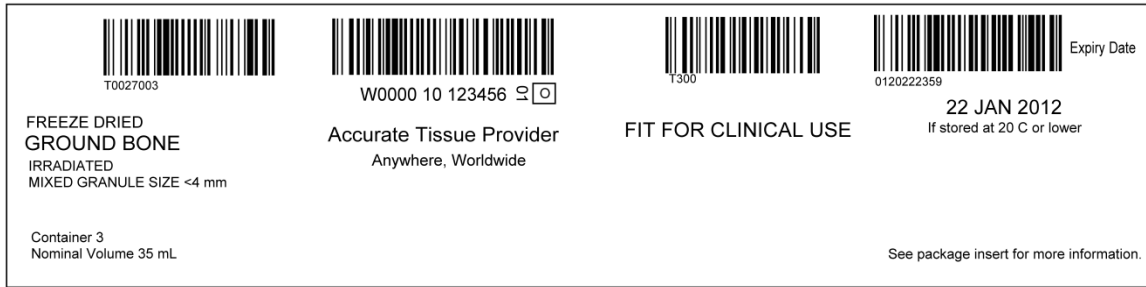 T0027003
FREEZE DRIED
GROUND BONE
IRRADIATED
MIXED GRANULE SIZE <4 mm
Container 3
Nominal Volume 35 mL
W0000 10 123456 01 O
Accurate Tissue Provider
Anywhere, Worldwide
T300
FIT FOR CLINICAL USE
Expiry Date
0120222359
22 JAN 2012
If stored at 20 C or lower
See package insert for more information.